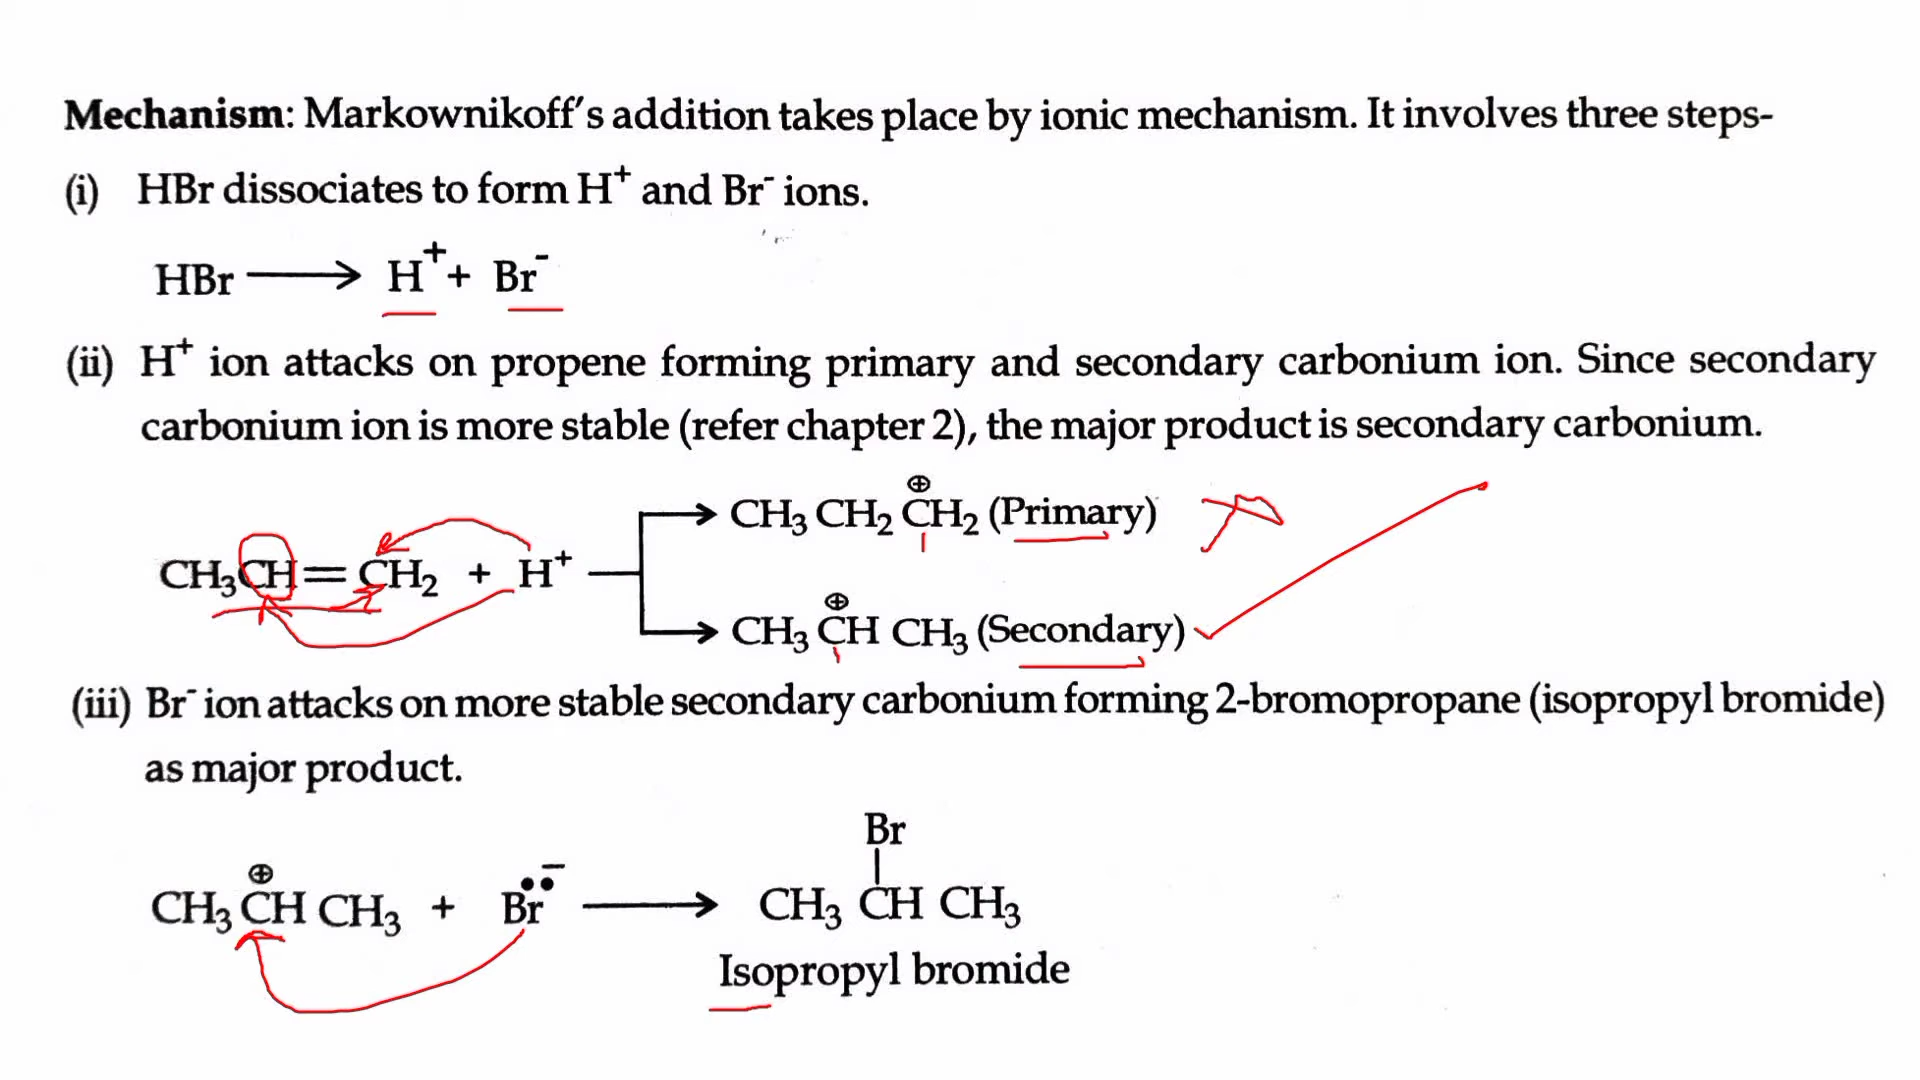 Mechanism: Markownikoff's addition takes place by ionic mechanism. It involves three steps-
(i) HBr dissociates to form H⁺ and Br⁻ ions.
HBr ⟶ H⁺ + Br⁻
(ii) H⁺ ion attacks on propene forming primary and secondary carbonium ion. Since secondary
carbonium ion is more stable (refer chapter 2), the major product is secondary carbonium.
⊕
CH₃ CH₂ CH₂ (Primary)
CH₃CH = CH₂ + H⁺
⊕
CH₃ CH CH₃ (Secondary)
(iii) Br⁻ ion attacks on more stable secondary carbonium forming 2-bromopropane (isopropyl bromide)
as major product.
Br
⊕
CH₃ CH CH₃ + Br⁻ ⟶ CH₃ CH CH₃
Isopropyl bromide